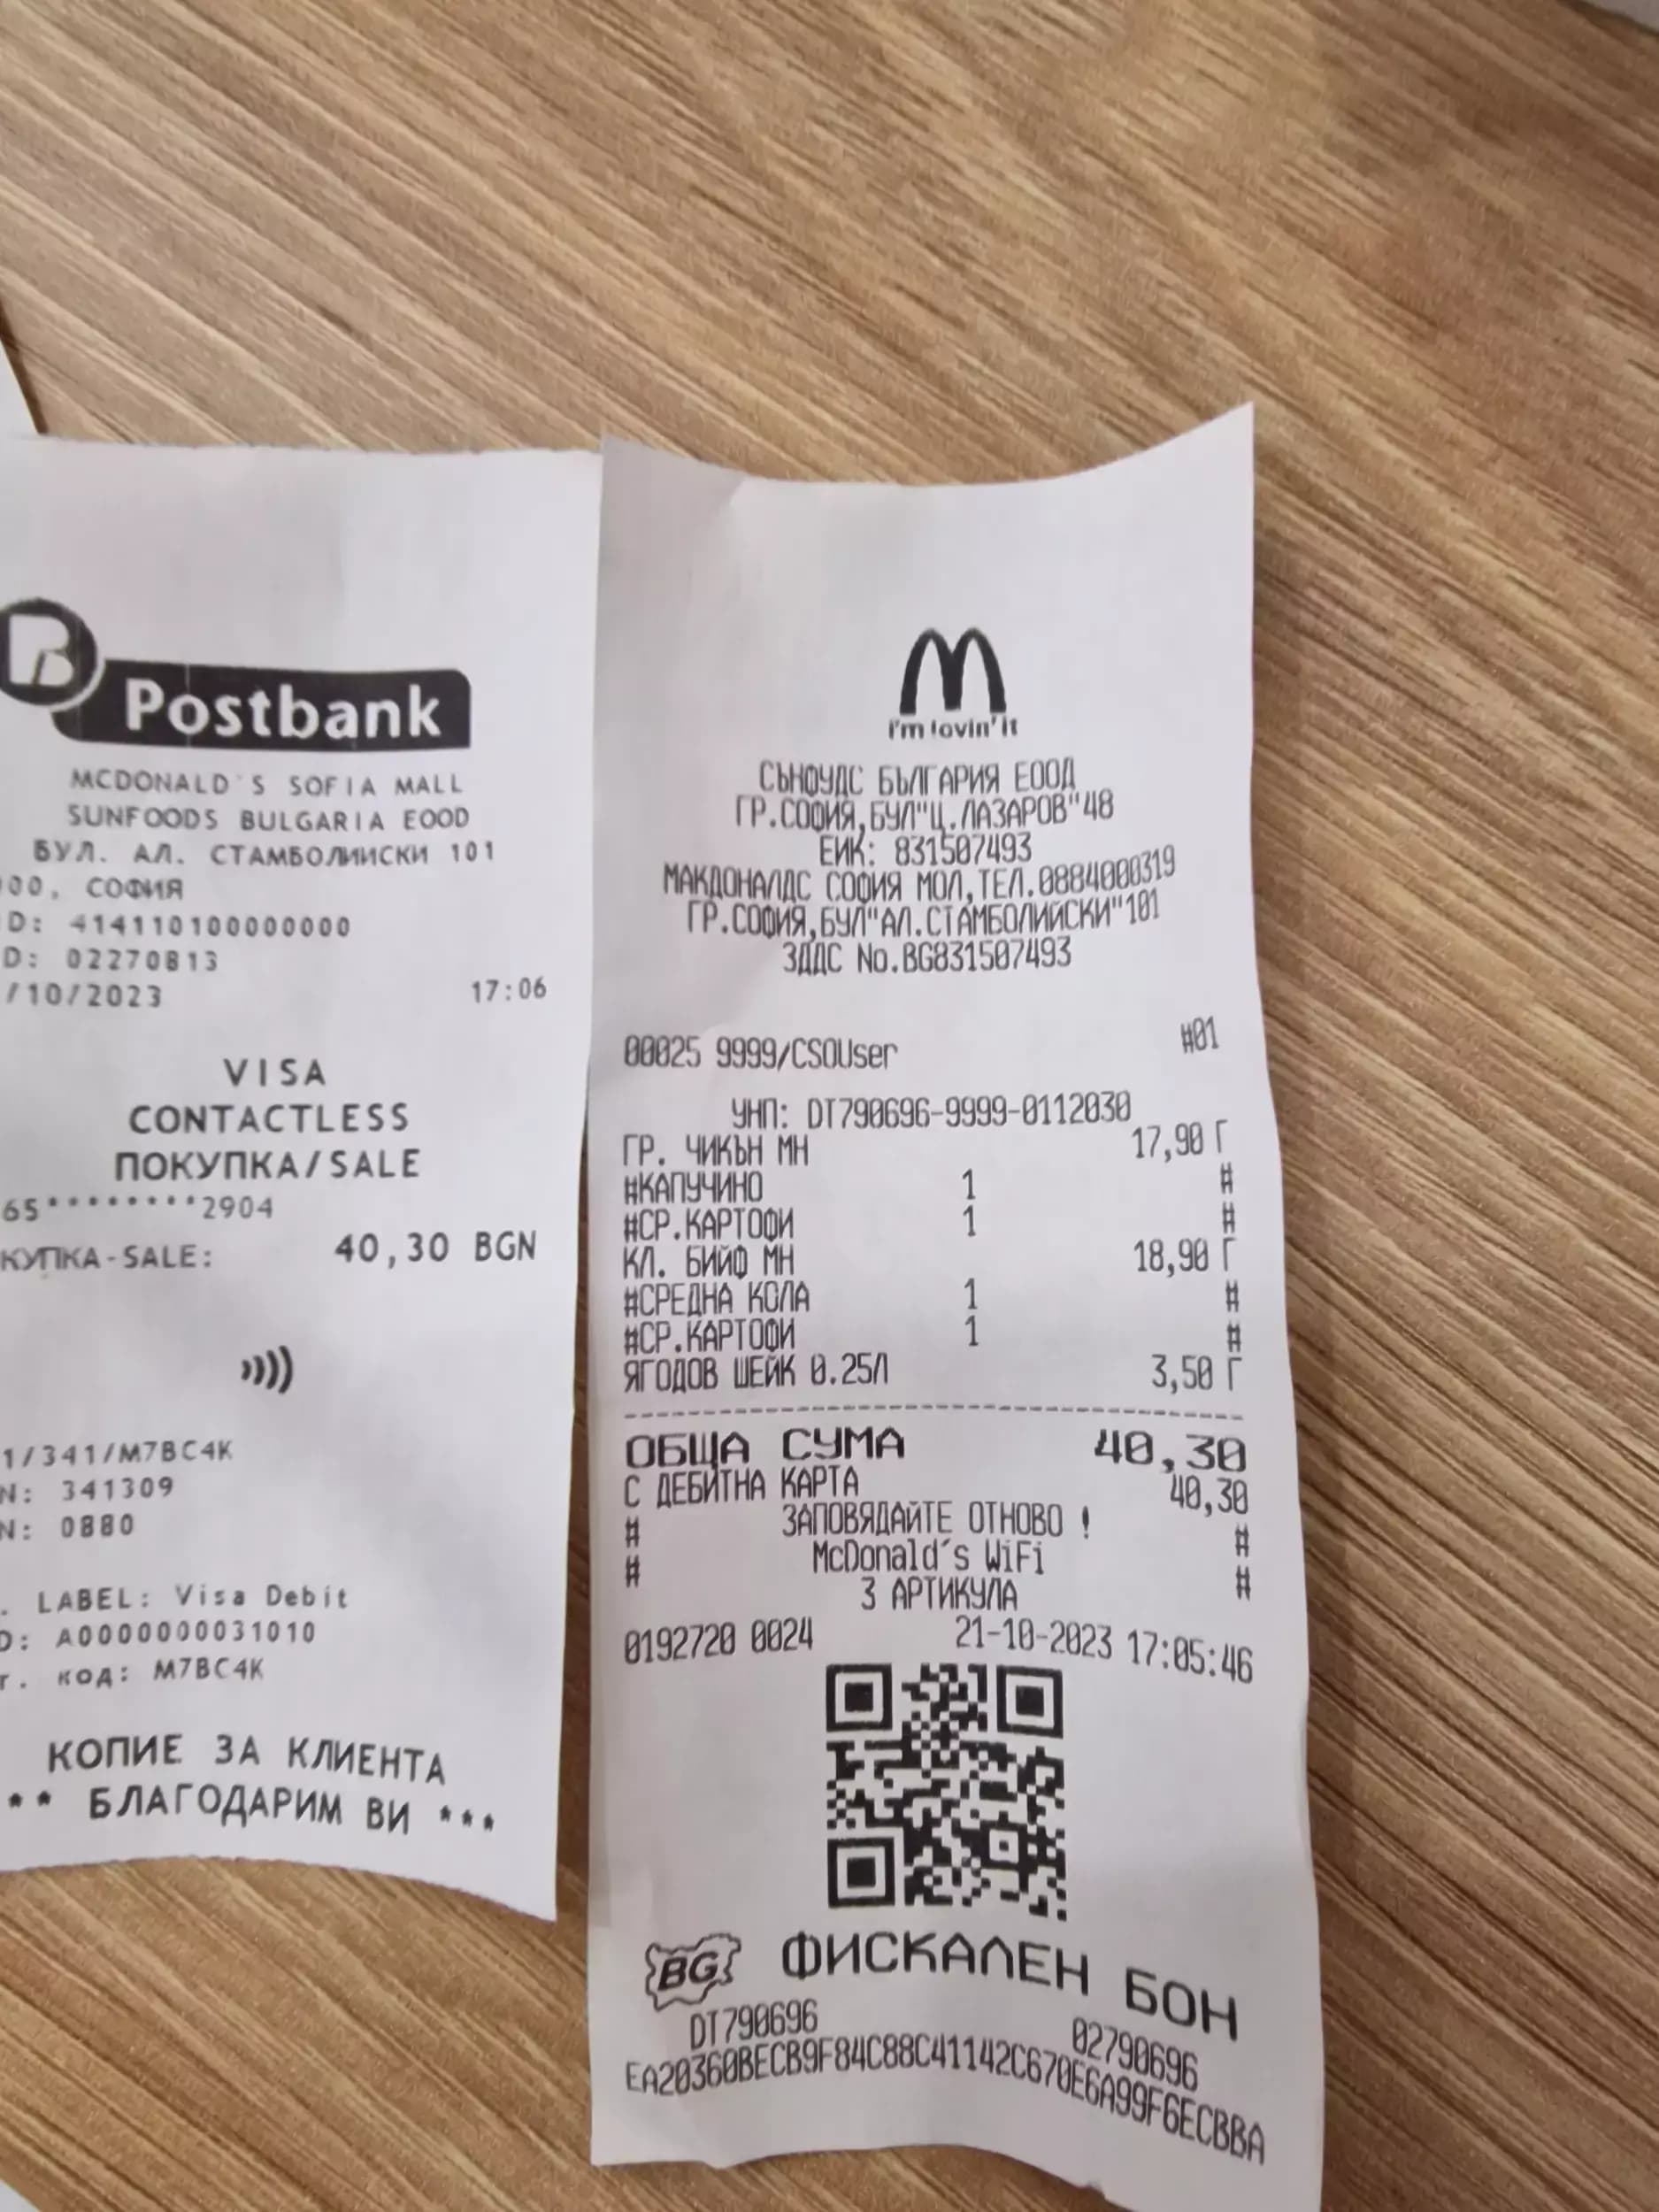 Postbank
MCDONALD'S SOFIA MALL
SUNFOODS BULGARIA EOOD
БУЛ. АЛ. СТАМБОЛИИСКИ 101
00, СОФИЯ
D: 414110100000000
D: 02270813
/10/2023 17:06
VISA
CONTACTLESS
ПОКУПКА/SALE
65********2904
КУПКА-SALE: 40,30 BGN
1/341/M7BC4K
N: 341309
N: 0880
. LABEL: Visa Debit
D: A0000000031010
т. код: M7BC4K
КОПИЕ ЗА КЛИЕНТА
** БЛАГОДАРИМ ВИ ***
i'm lovin' it
СЪНФУДС БЪЛГАРИЯ ЕООД
ГР.СОФИЯ,БУЛ"Ц.ЛАЗАРОВ"48
ЕИК: 831507493
МАКДОНАЛДС СОФИЯ МОЛ,ТЕЛ.0884000319
ГР.СОФИЯ,БУЛ"АЛ.СТАМБОЛИЙСКИ"101
ЗДДС No.BG831507493
00025 9999/CSOUser #01
УНП: DT790696-9999-0112030
ГР. ЧИКЪН МН 17,90 Г
#КАПУЧИНО 1 #
#СР.КАРТОФИ 1 #
КЛ. БИЙФ МН 18,90 Г
#СРЕДНА КОЛА 1 #
#СР.КАРТОФИ 1 #
ЯГОДОВ ШЕЙК 0.25Л 3,50 Г
ОБЩА СУМА 40,30
С ДЕБИТНА КАРТА 40,30
# ЗАПОВЯДАЙТЕ ОТНОВО ! #
# McDonald's WiFi #
3 АРТИКУЛА
0192720 0024 21-10-2023 17:05:46
BG ФИСКАЛЕН БОН
DT790696 02790696
EA20360BECB9F84C88C41142C670E6A99F6ECBBA